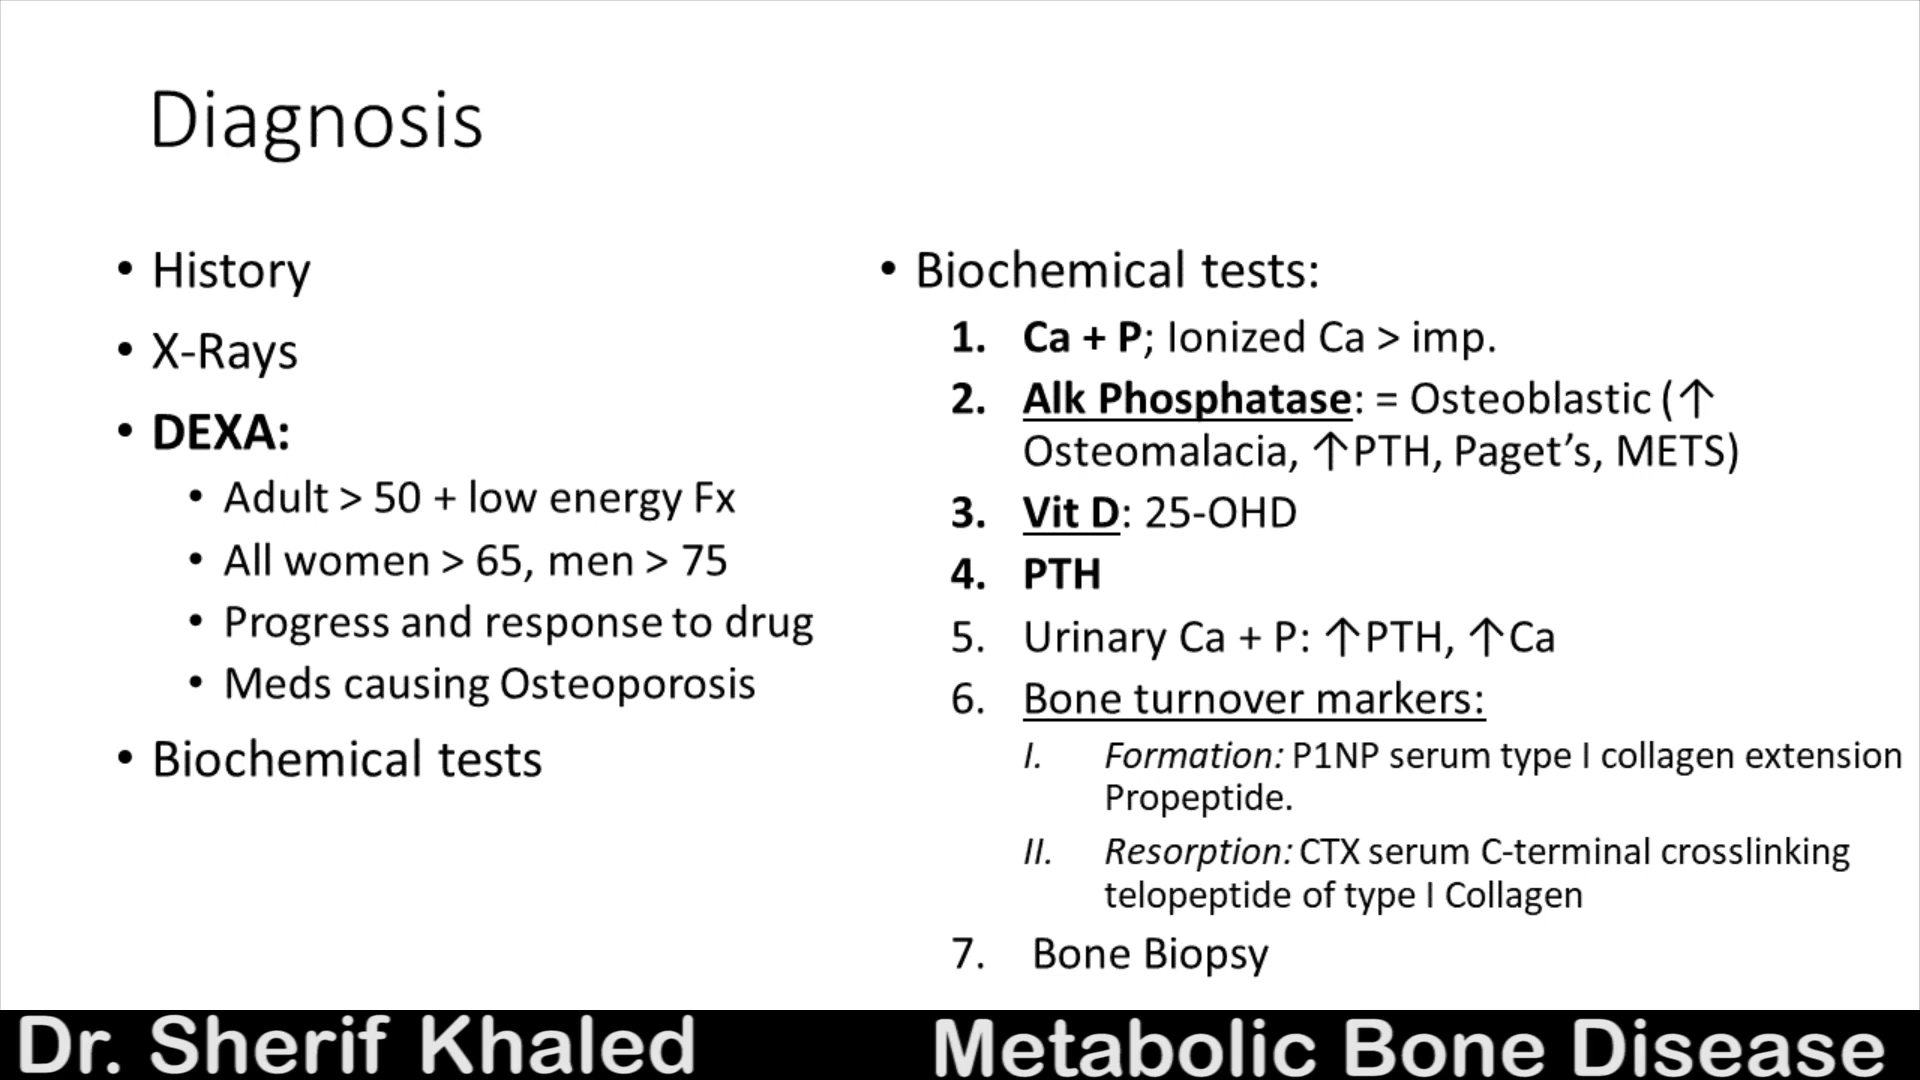 Diagnosis
• History
• X-Rays
• DEXA:
• Adult > 50 + low energy Fx
• All women > 65, men > 75
• Progress and response to drug
• Meds causing Osteoporosis
• Biochemical tests
• Biochemical tests:
1. Ca + P; Ionized Ca > imp.
2. Alk Phosphatase: = Osteoblastic (↑
Osteomalacia, ↑PTH, Paget’s, METS)
3. Vit D: 25-OHD
4. PTH
5. Urinary Ca + P: ↑PTH, ↑Ca
6. Bone turnover markers:
I. Formation: P1NP serum type I collagen extension
Propeptide.
II. Resorption: CTX serum C-terminal crosslinking
telopeptide of type I Collagen
7. Bone Biopsy
Dr. Sherif Khaled
Metabolic Bone Disease